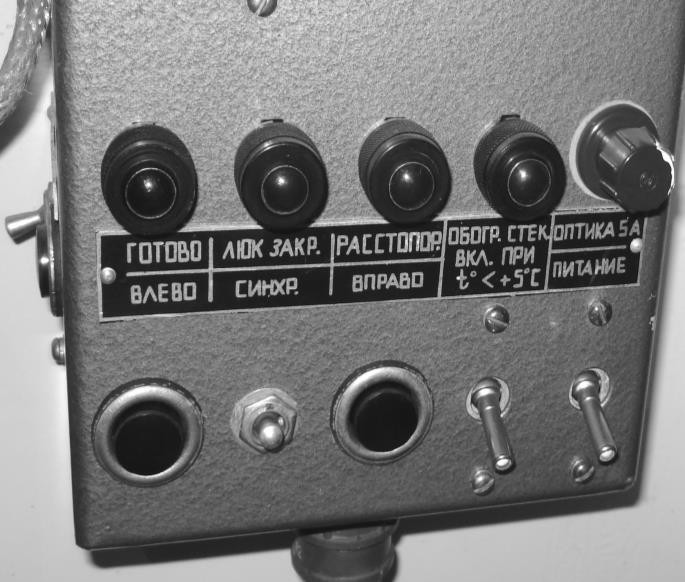 ГОТОВО
ВЛЕВО
ЛЮК ЗАКР.
СИНХР.
РАССТОПОР.
ВПРАВО
ОБОГР. СТЕК.
ВКЛ. ПРИ
t° < +5°C
ОПТИКА 5А
ПИТАНИЕ